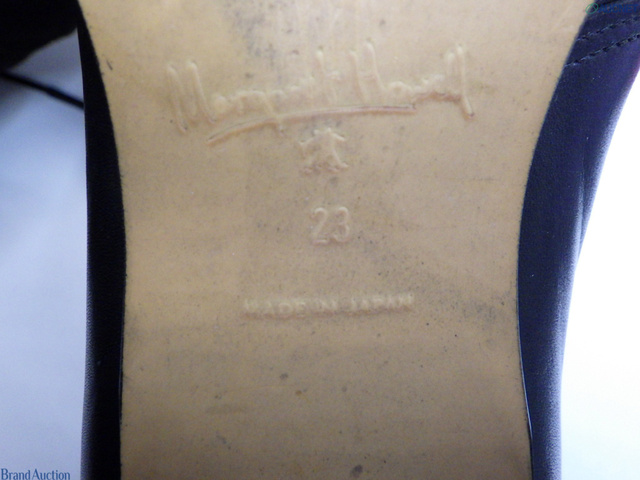 Margaret Howell
23
MADE IN JAPAN
BrandAuction